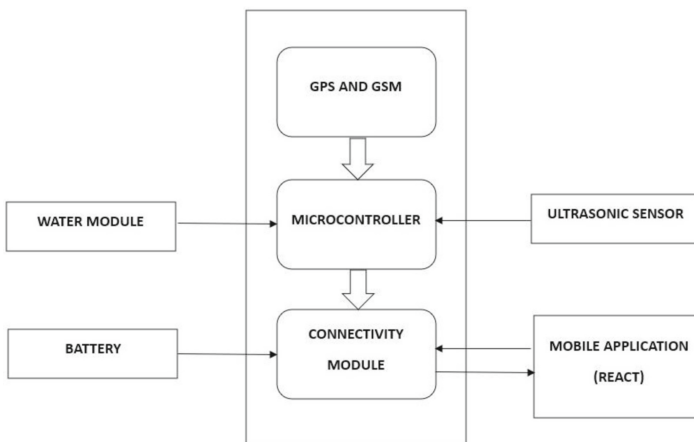 GPS AND GSM
WATER MODULE
MICROCONTROLLER
ULTRASONIC SENSOR
BATTERY
CONNECTIVITY
MODULE
MOBILE APPLICATION
(REACT)